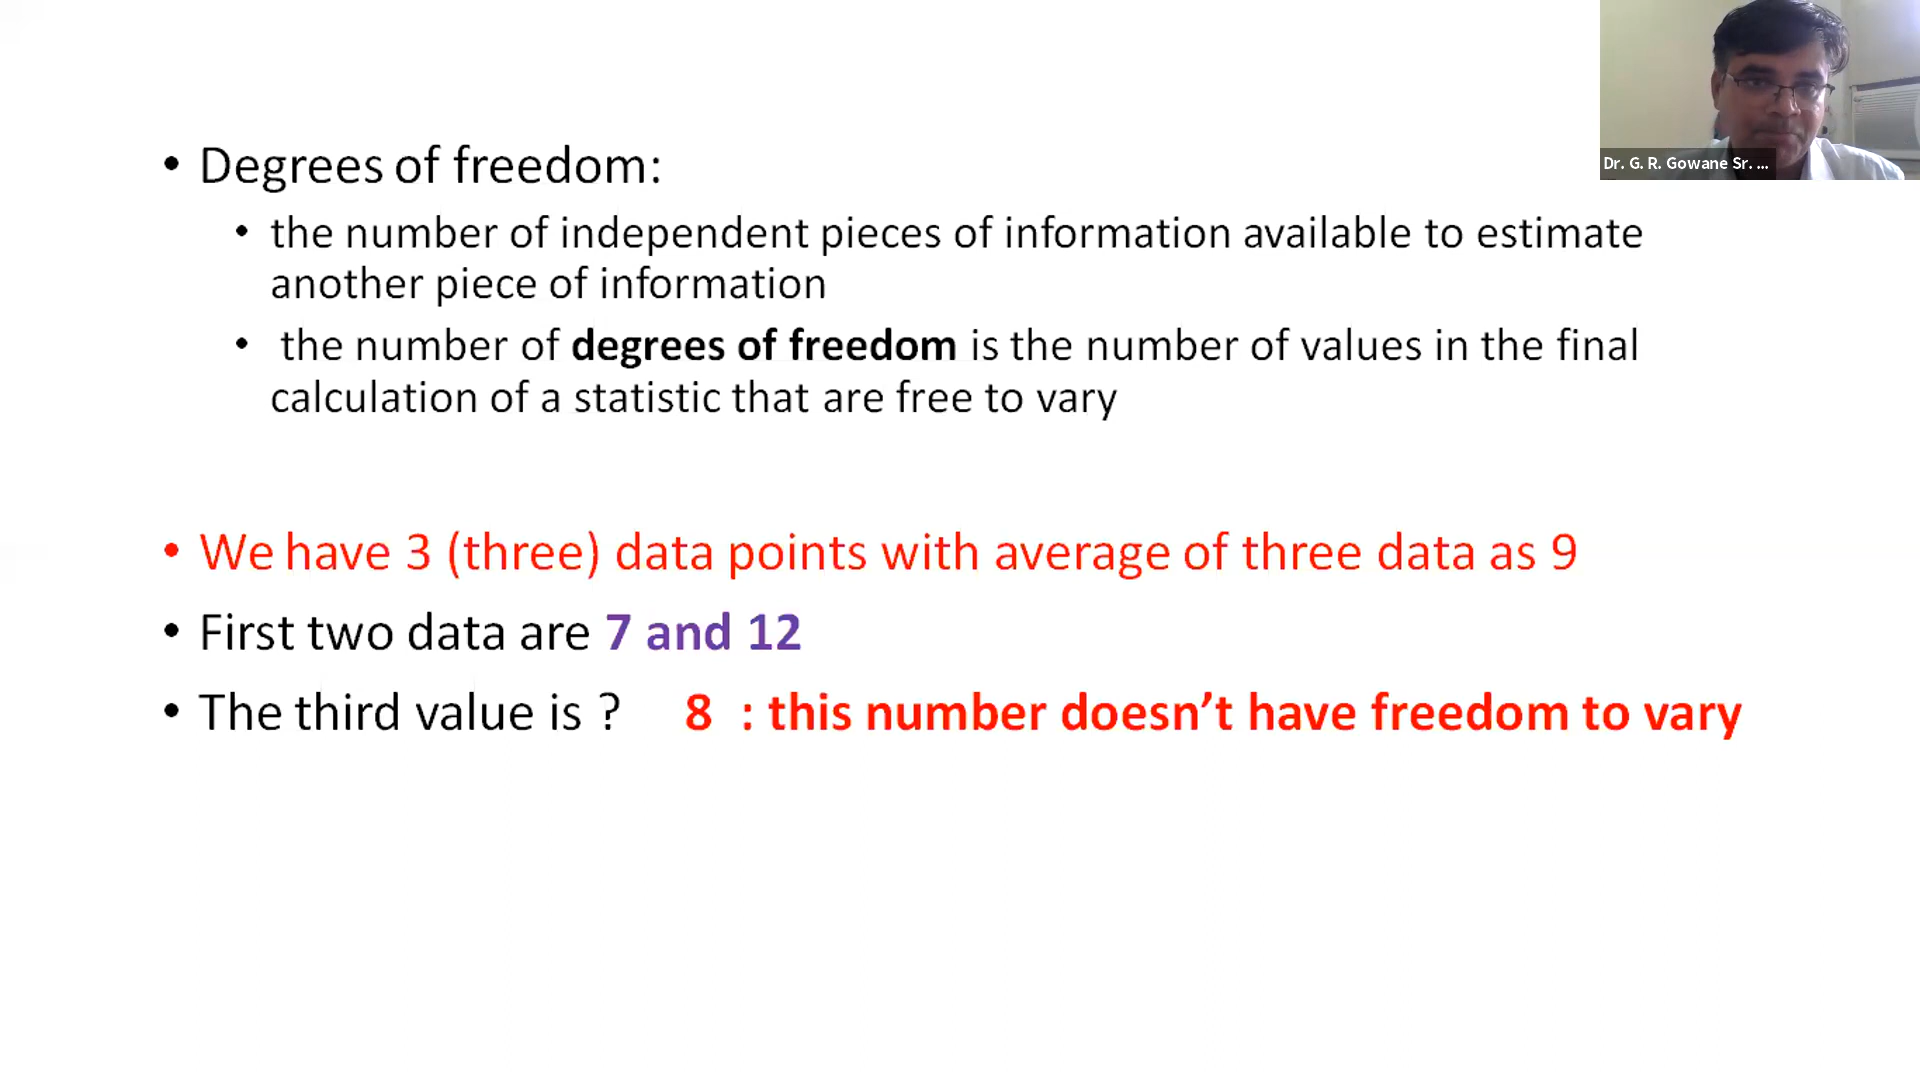 Dr. G. R. Gowane Sr. ...
• Degrees of freedom:
• the number of independent pieces of information available to estimate
another piece of information
• the number of degrees of freedom is the number of values in the final
calculation of a statistic that are free to vary
• We have 3 (three) data points with average of three data as 9
• First two data are 7 and 12
• The third value is ? 8 : this number doesn’t have freedom to vary